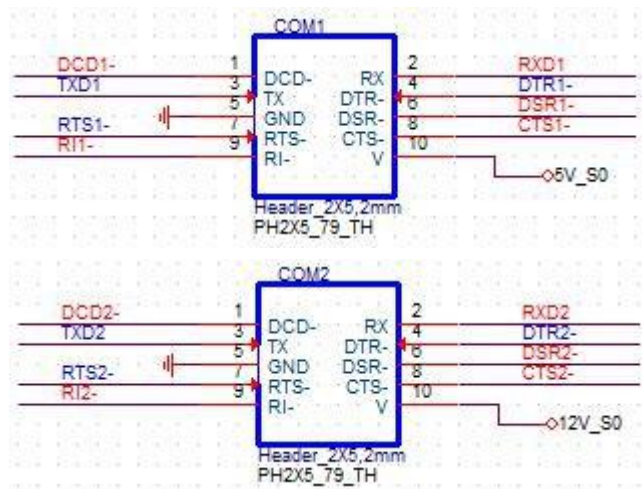 COM1
DCD1- 1 2 RXD1
DCD- RX
TXD1 3 4 DTR1-
TX DTR-
5 6 DSR1-
GND DSR-
RTS1- 7 8 CTS1-
RTS- CTS-
RI1- 9 10
RI- V
5V_S0
Header_2X5,2mm
PH2X5_79_TH
COM2
DCD2- 1 2 RXD2
DCD- RX
TXD2 3 4 DTR2-
TX DTR-
5 6 DSR2-
GND DSR-
RTS2- 7 8 CTS2-
RTS- CTS-
RI2- 9 10
RI- V
12V_S0
Header_2X5,2mm
PH2X5_79_TH